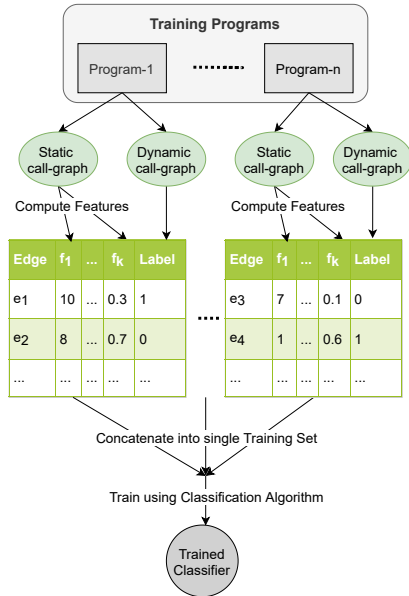 Training Programs
Program-1
........
Program-n
Static
call-graph
Dynamic
call-graph
Static
call-graph
Dynamic
call-graph
Compute Features
Compute Features
Edge f1 ... fk Label
e1 10 ... 0.3 1
e2 8 ... 0.7 0
... ... ... ...
....
Edge f1 ... fk Label
e3 7 ... 0.1 0
e4 1 ... 0.6 1
... ... ... ...
Concatenate into single Training Set
Train using Classification Algorithm
Trained
Classifier